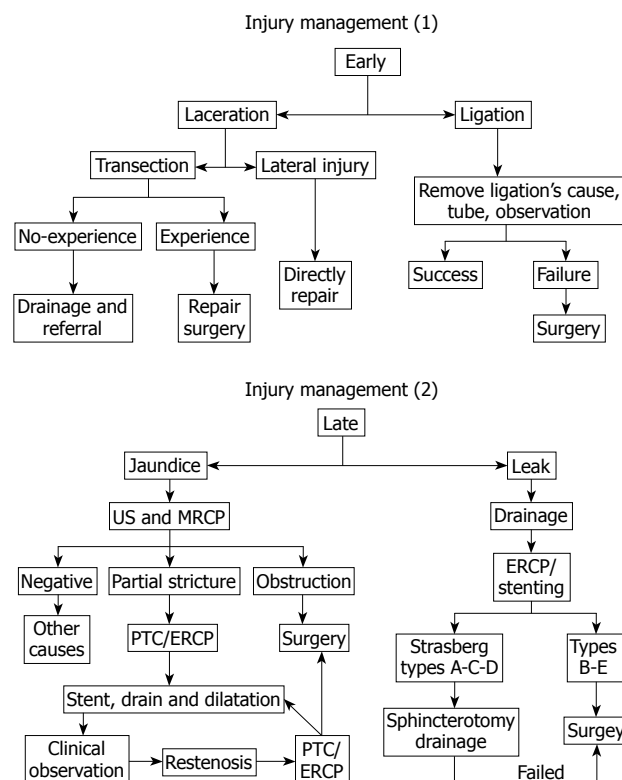 Injury management (1)
Early
Laceration
Ligation
Transection
Lateral injury
Remove ligation's cause,
tube, observation
No-experience
Experience
Directly
repair
Success
Failure
Drainage and
referral
Repair
surgery
Surgery
Injury management (2)
Late
Jaundice
Leak
US and MRCP
Drainage
Negative
Partial stricture
Obstruction
ERCP/
stenting
Other
causes
PTC/ERCP
Surgery
Strasberg
types A-C-D
Types
B-E
Stent, drain and dilatation
Sphincterotomy
drainage
Surgey
Clinical
observation
Restenosis
PTC/
ERCP
Failed